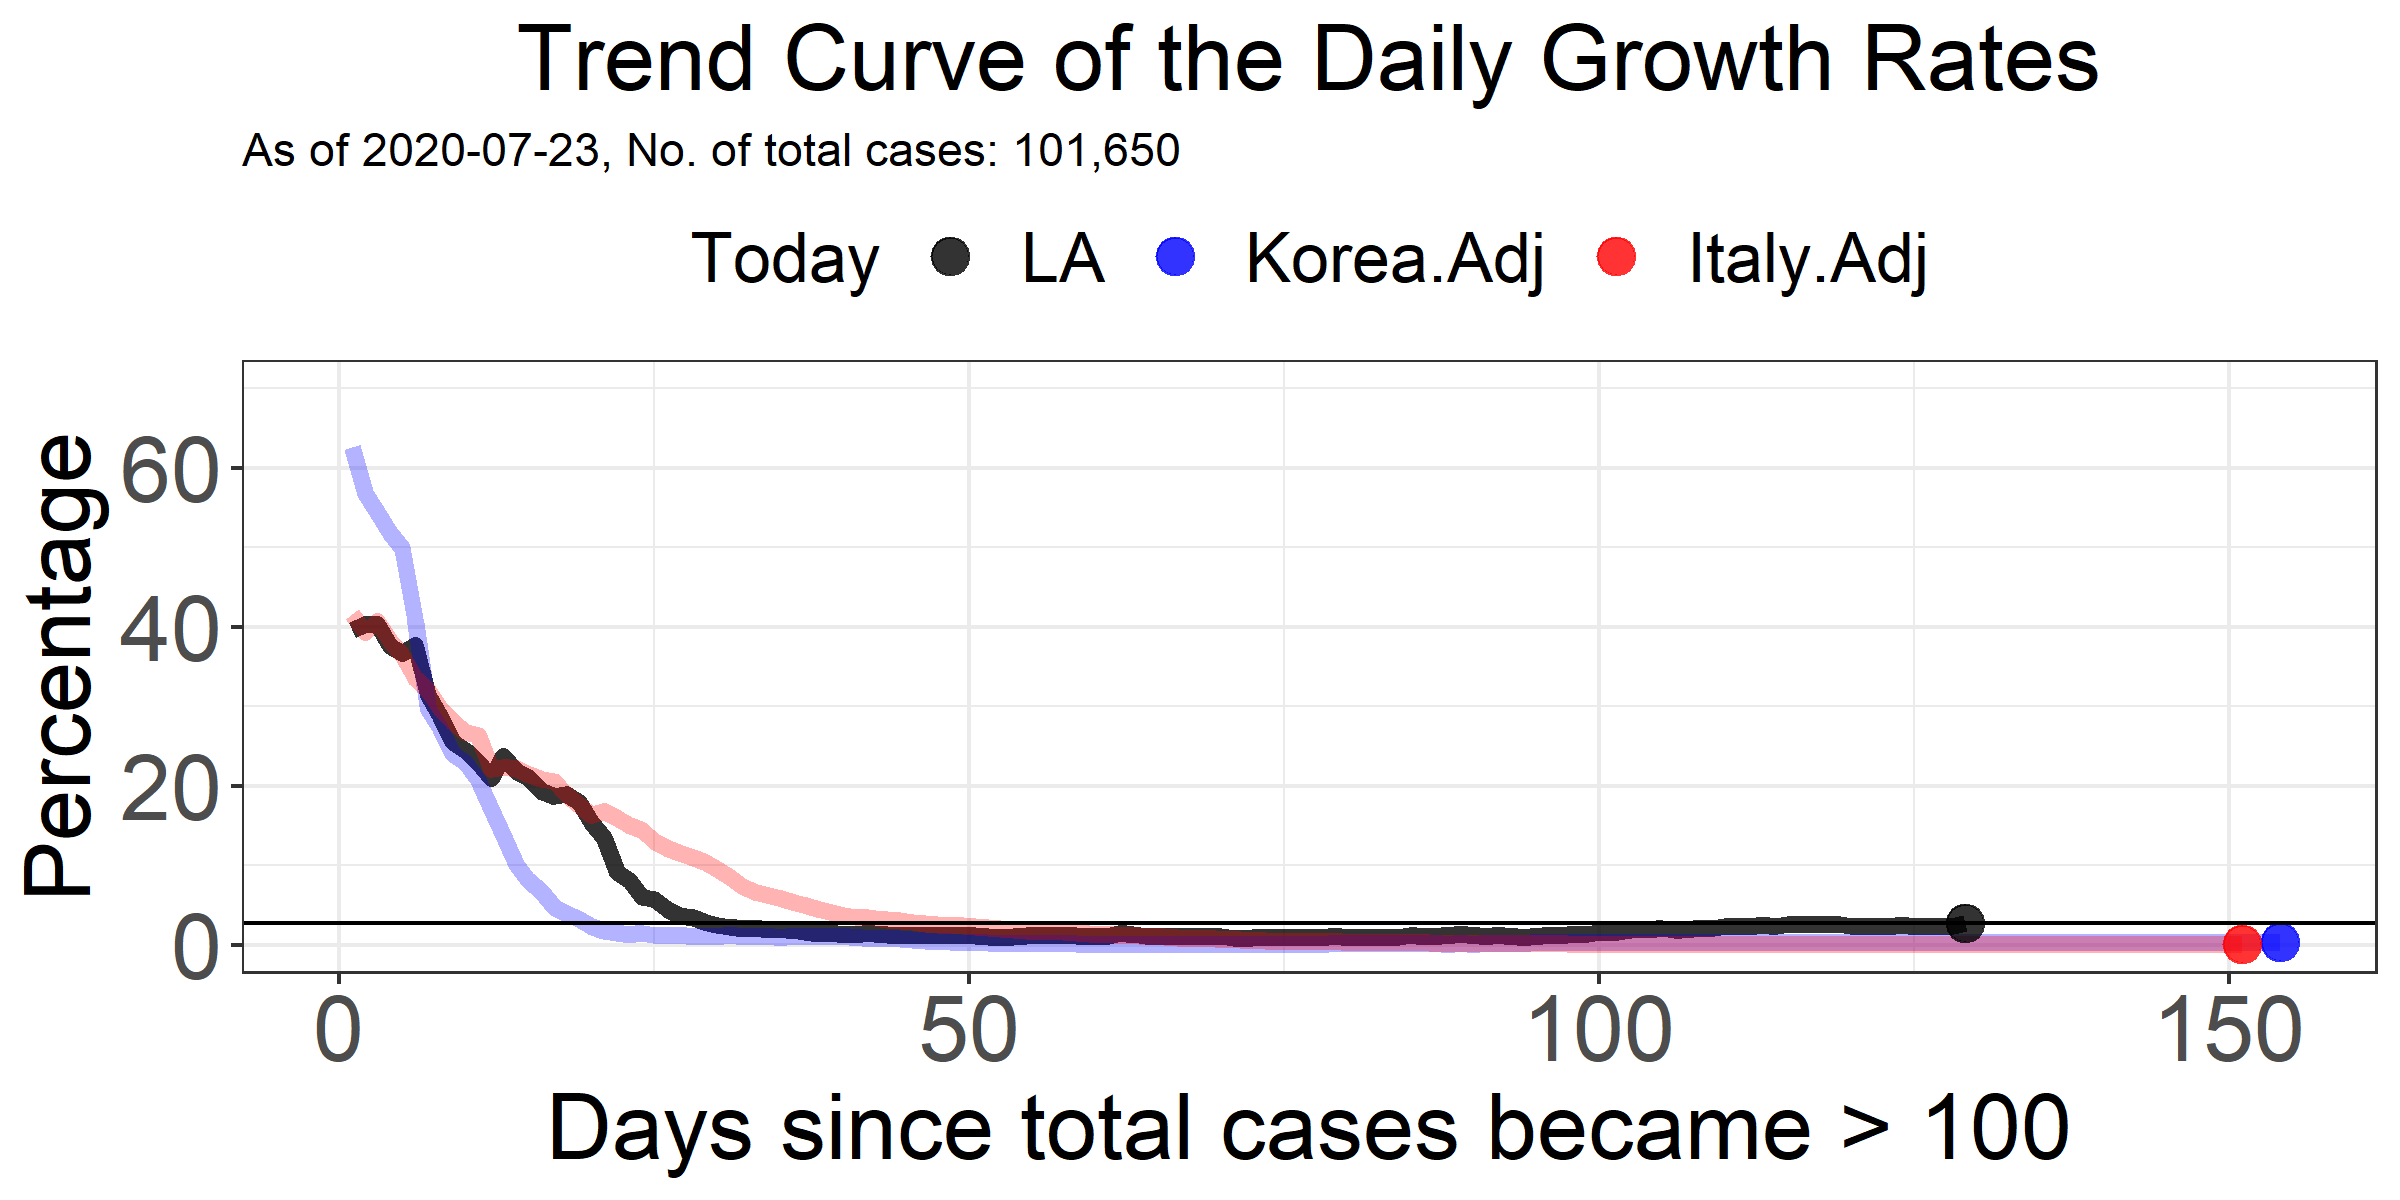 Trend Curve of the Daily Growth Rates
As of 2020-07-23, No. of total cases: 101,650
Today LA Korea.Adj Italy.Adj
Percentage
60
40
20
0
0 50 100 150
Days since total cases became > 100